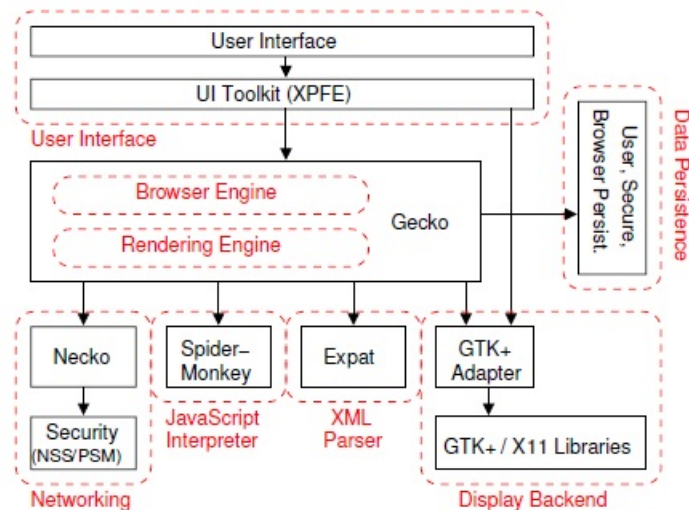 User Interface
UI Toolkit (XPFE)
User Interface
Browser Engine
Rendering Engine
Gecko
User, Secure,
Browser Persist.
Data Persistence
Necko
Security
(NSS/PSM)
Networking
Spider–
Monkey
JavaScript
Interpreter
Expat
XML
Parser
GTK+
Adapter
GTK+ / X11 Libraries
Display Backend